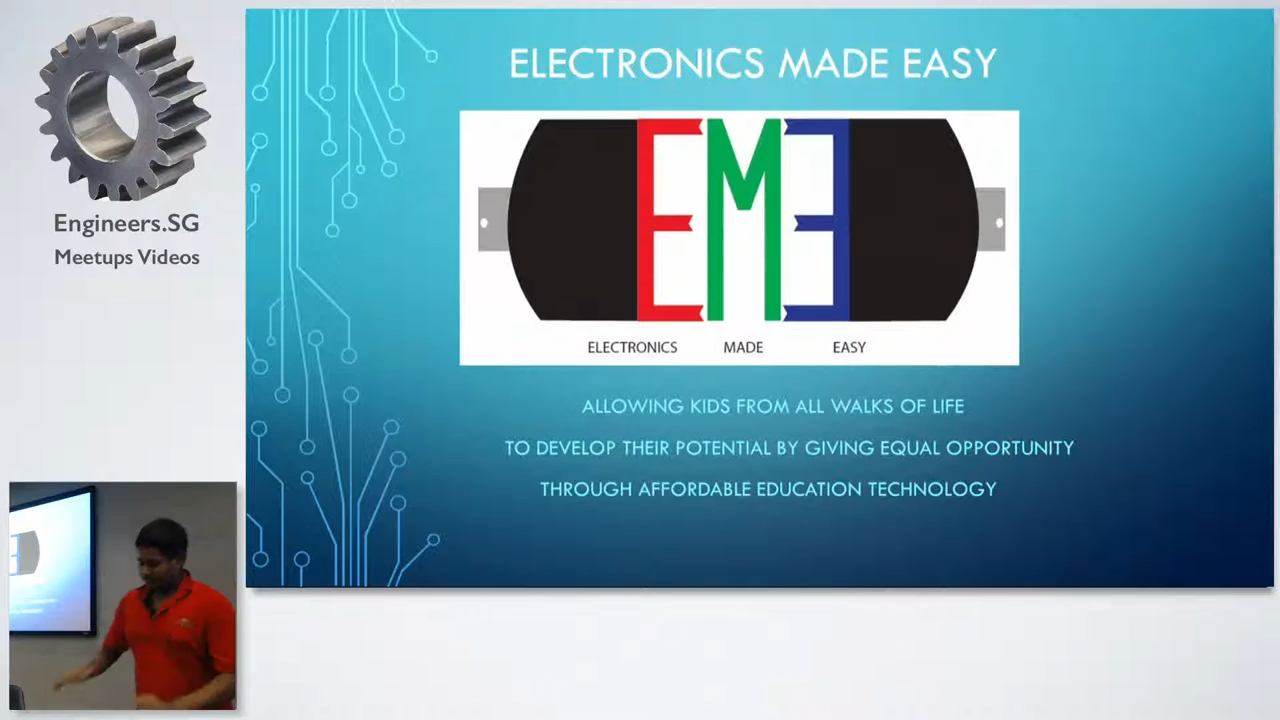 Engineers.SG
Meetups Videos
ELECTRONICS MADE EASY
EME
ELECTRONICS MADE EASY
ALLOWING KIDS FROM ALL WALKS OF LIFE
TO DEVELOP THEIR POTENTIAL BY GIVING EQUAL OPPORTUNITY
THROUGH AFFORDABLE EDUCATION TECHNOLOGY